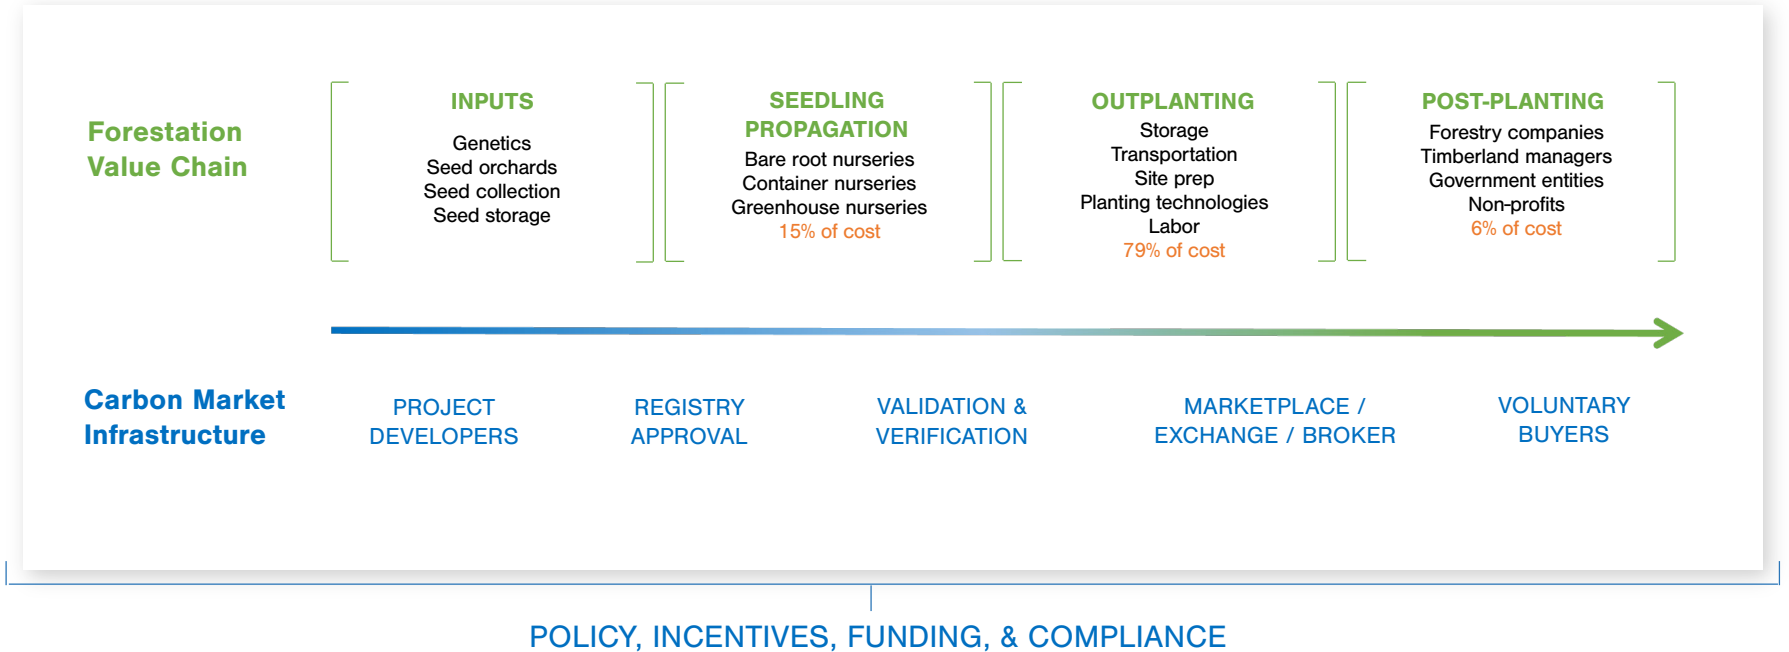 Forestation
Value Chain
INPUTS
Genetics
Seed orchards
Seed collection
Seed storage
SEEDLING
PROPAGATION
Bare root nurseries
Container nurseries
Greenhouse nurseries
15% of cost
OUTPLANTING
Storage
Transportation
Site prep
Planting technologies
Labor
79% of cost
POST-PLANTING
Forestry companies
Timberland managers
Government entities
Non-profits
6% of cost
Carbon Market
Infrastructure
PROJECT
DEVELOPERS
REGISTRY
APPROVAL
VALIDATION &
VERIFICATION
MARKETPLACE /
EXCHANGE / BROKER
VOLUNTARY
BUYERS
POLICY, INCENTIVES, FUNDING, & COMPLIANCE